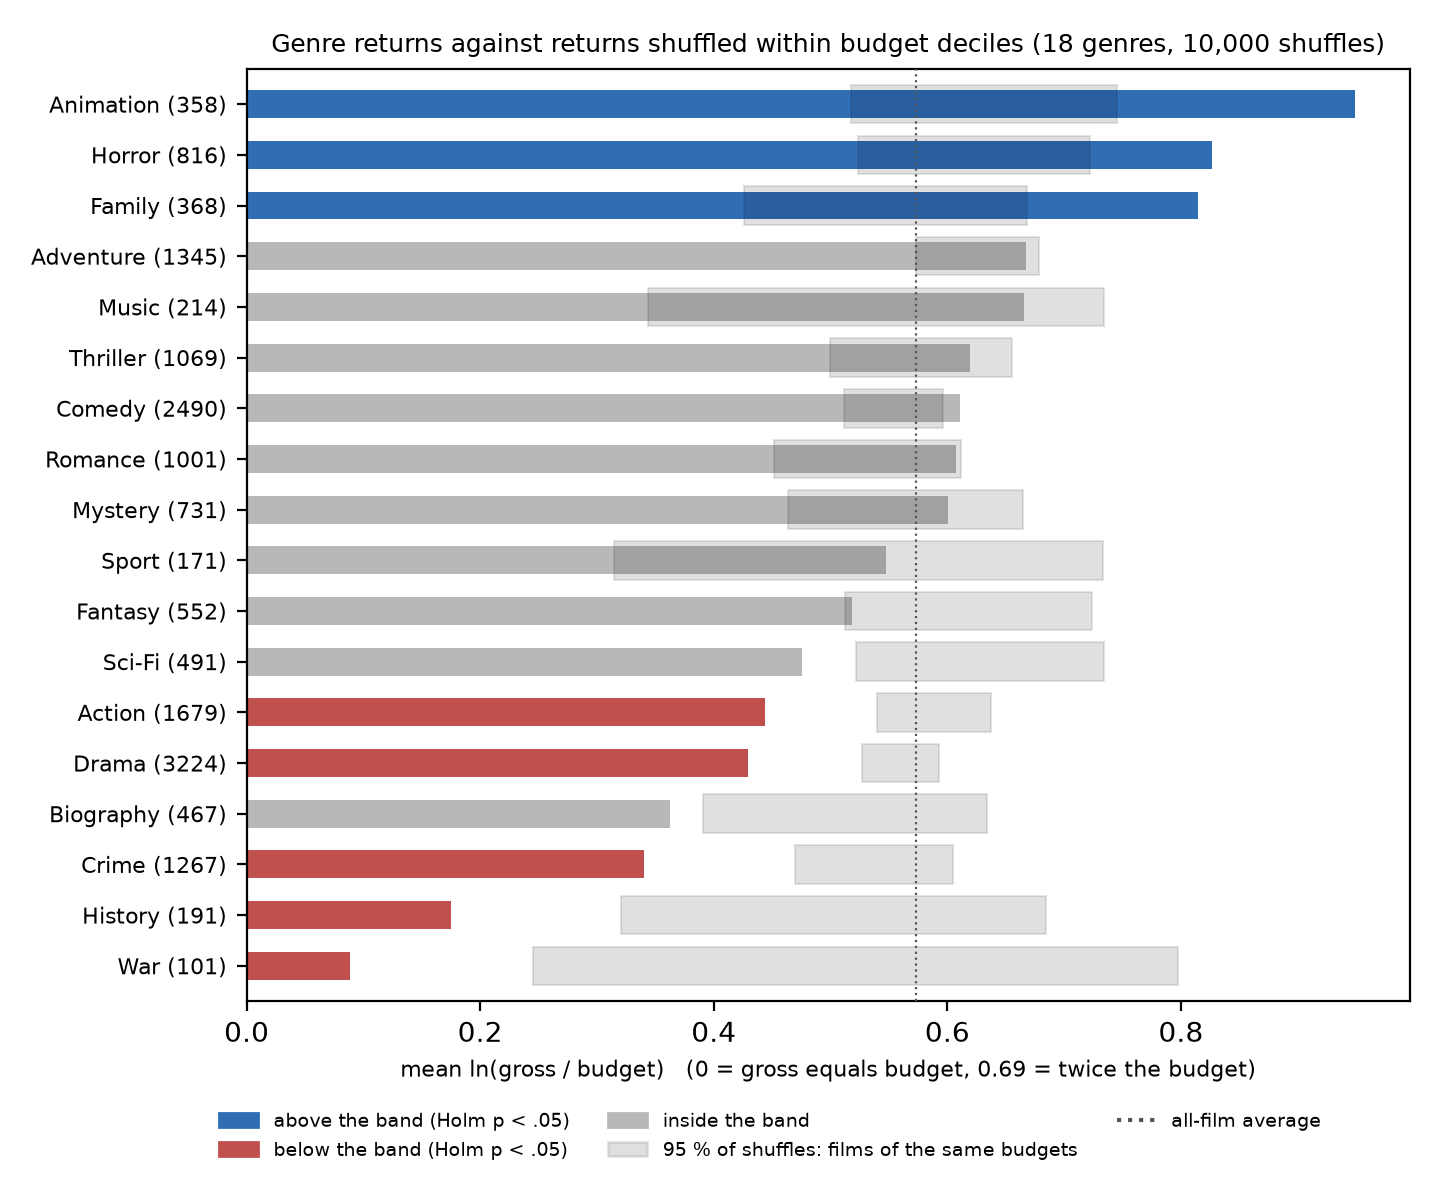 Genre returns against returns shuffled within budget deciles (18 genres, 10,000 shuffles)
Animation (358)
Horror (816)
Family (368)
Adventure (1345)
Music (214)
Thriller (1069)
Comedy (2490)
Romance (1001)
Mystery (731)
Sport (171)
Fantasy (552)
Sci-Fi (491)
Action (1679)
Drama (3224)
Biography (467)
Crime (1267)
History (191)
War (101)
0.0 0.2 0.4 0.6 0.8
mean ln(gross / budget) (0 = gross equals budget, 0.69 = twice the budget)
above the band (Holm p < .05) inside the band all-film average
below the band (Holm p < .05) 95 % of shuffles: films of the same budgets